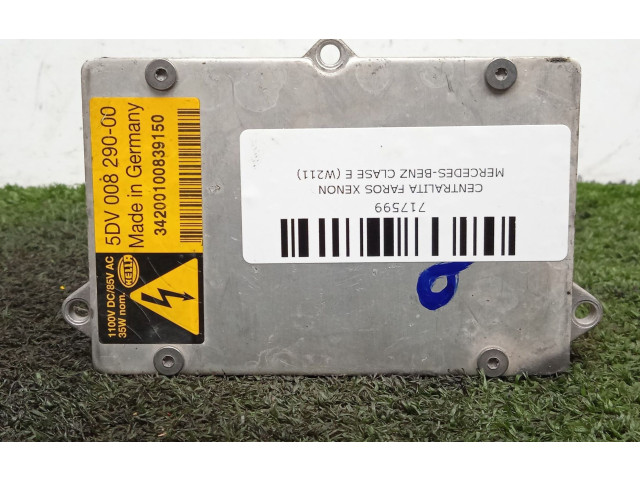 5DV 008 290-00
Made in Germany
34200100839150
HELLA
1100V DC/85V AC
35W nom.
717599
CENTRALITA FAROS XENON
MERCEDES-BENZ CLASE E (W211)